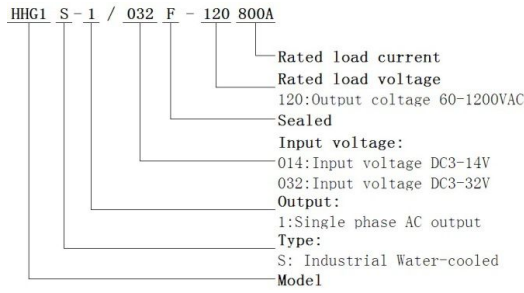 HHG1 S-1 / 032 F - 120 800A
Rated load current
Rated load voltage
120:Output coltage 60-1200VAC
Sealed
Input voltage:
014:Input voltage DC3-14V
032:Input voltage DC3-32V
Output:
1:Single phase AC output
Type:
S: Industrial Water-cooled
Model